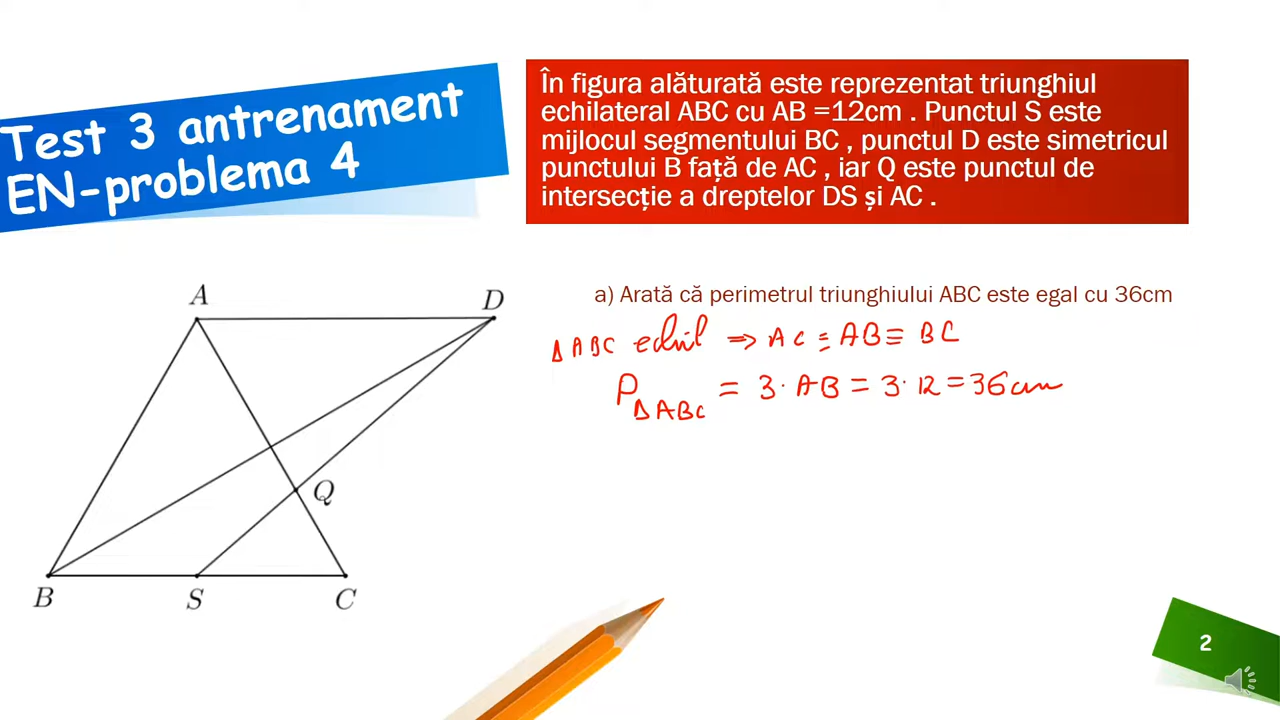 Test 3 antrenament
EN-problema 4
În figura alăturată este reprezentat triunghiul
echilateral ABC cu AB =12cm . Punctul S este
mijlocul segmentului BC , punctul D este simetricul
punctului B față de AC , iar Q este punctul de
intersecție a dreptelor DS și AC .
a) Arată că perimetrul triunghiului ABC este egal cu 36cm
Δ ABC echil ⇒ AC ≡ AB ≡ BC
P ΔABC = 3 · AB = 3 · 12 = 36 cm
A
D
Q
B
S
C
2